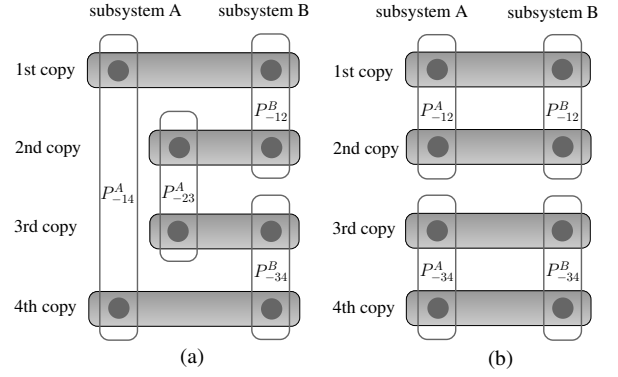 subsystem A subsystem B subsystem A subsystem B
1st copy 1st copy
P^B_{-12} P^A_{-12} P^B_{-12}
2nd copy 2nd copy
P^A_{-14} P^A_{-23}
3rd copy 3rd copy
P^B_{-34} P^A_{-34} P^B_{-34}
4th copy 4th copy
(a) (b)